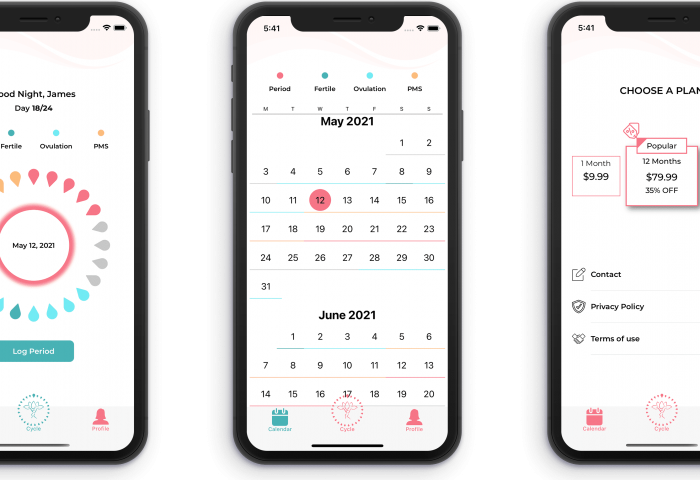 ood Night, James
Day 18/24
Fertile Ovulation PMS
May 12, 2021
Log Period
Cycle Profile
5:41
Period Fertile Ovulation PMS
M T W T F S S
May 2021
1 2
3 4 5 6 7 8 9
10 11 12 13 14 15 16
17 18 19 20 21 22 23
24 25 26 27 28 29 30
31
June 2021
1 2 3 4 5 6
7 8 9 10 11 12 13
14 15 16 17 18 19 20
Calendar Cycle Profile
5:41
CHOOSE A PLAN
%
Popular
1 Month
$9.99
12 Months
$79.99
35% OFF
Contact
Privacy Policy
Terms of use
Calendar Cycle